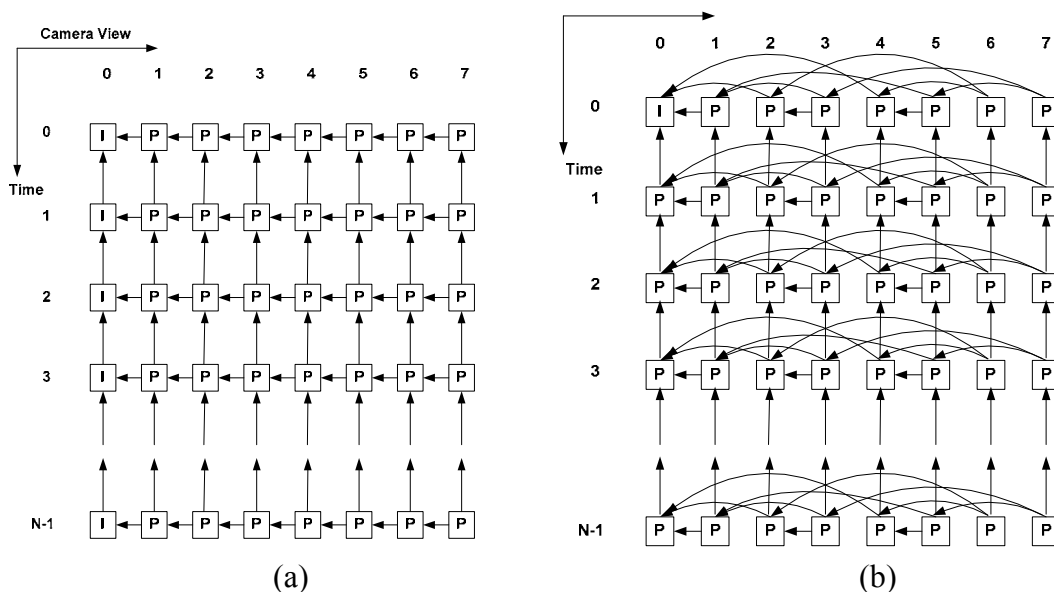 Camera View
0 1 2 3 4 5 6 7
0 I P P P P P P P
Time
1 I P P P P P P P
2 I P P P P P P P
3 I P P P P P P P
N-1 I P P P P P P P
(a)
0 1 2 3 4 5 6 7
0 I P P P P P P P
Time
1 P P P P P P P P
2 P P P P P P P P
3 P P P P P P P P
N-1 P P P P P P P P
(b)